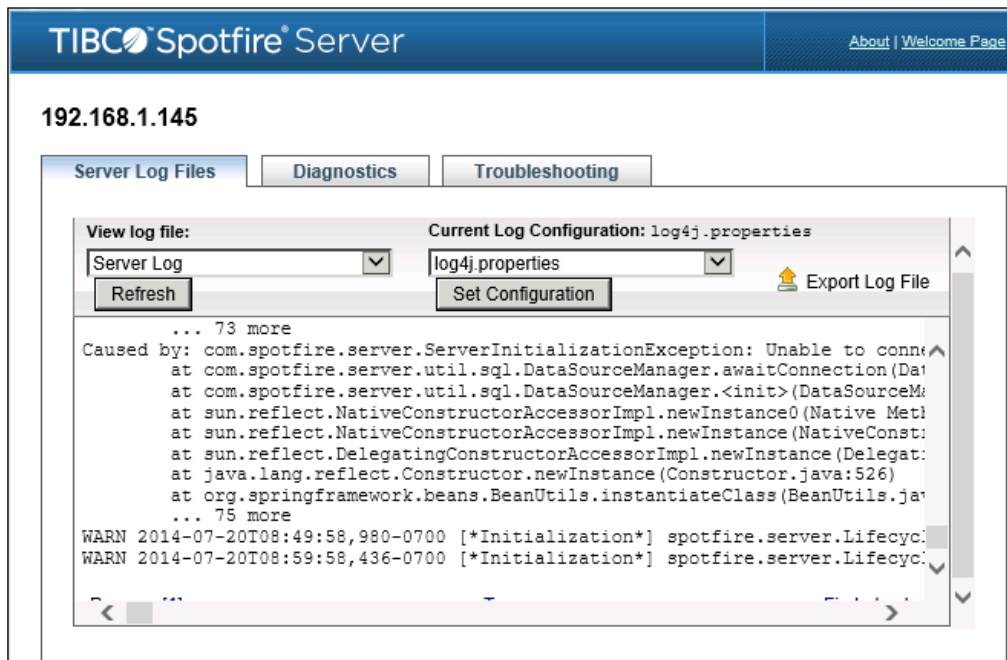 TIBCO™ Spotfire® Server
About | Welcome Page
192.168.1.145
Server Log Files
Diagnostics
Troubleshooting
View log file:
Current Log Configuration: log4j.properties
Server Log
log4j.properties
Export Log File
Refresh
Set Configuration
... 73 more
Caused by: com.spotfire.server.ServerInitializationException: Unable to conne
at com.spotfire.server.util.sql.DataSourceManager.awaitConnection(Dat
at com.spotfire.server.util.sql.DataSourceManager.<init>(DataSourceMa
at sun.reflect.NativeConstructorAccessorImpl.newInstance0(Native Meth
at sun.reflect.NativeConstructorAccessorImpl.newInstance(NativeConst
at sun.reflect.DelegatingConstructorAccessorImpl.newInstance(Delegati
at java.lang.reflect.Constructor.newInstance(Constructor.java:526)
at org.springframework.beans.BeanUtils.instantiateClass(BeanUtils.jav
... 75 more
WARN 2014-07-20T08:49:58,980-0700 [*Initialization*] spotfire.server.Lifecyc
WARN 2014-07-20T08:59:58,436-0700 [*Initialization*] spotfire.server.Lifecyc